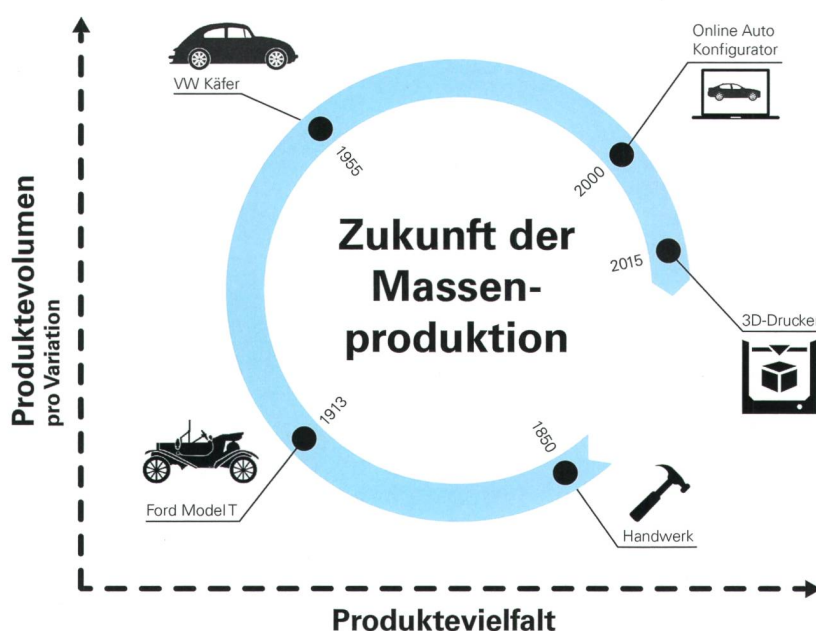 Online Auto
Konfigurator
VW Käfer
1955
2000
2015
Zukunft der
Massen-
produktion
3D-Drucker
Produktevolumen
pro Variation
1913
1850
Ford Model T
Handwerk
Produktevielfalt